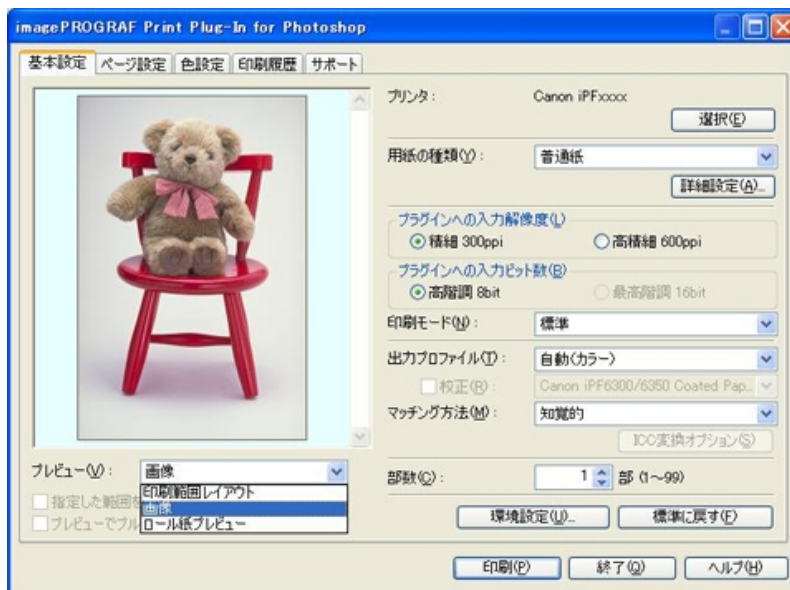 imagePROGRAF Print Plug-In for Photoshop
基本設定 ページ設定 色設定 印刷履歴 サポート
プリンタ： Canon iPFxxxx
選択(E)
用紙の種類(Y)： 普通紙
詳細設定(A)...
プラグインへの入力解像度(L)
積細 300ppi 高積細 600ppi
プラグインへの入力ビット数(B)
高階調 8bit 最高階調 16bit
印刷モード(N)： 標準
出力プロファイル(T)： 自動(カラー)
校正(R)： Canon iPF6300/6350 Coated Pap...
マッチング方法(M)： 知覚的
ICC変換オプション(S)
プレビュー(V)： 画像
印刷範囲レイアウト
画像
ロール紙プレビュー
指定した範囲を
プレビューでプル
部数(C)： 1 部 (1～99)
環境設定(U)... 標準に戻す(F)
印刷(P) 終了(Q) ヘルプ(H)